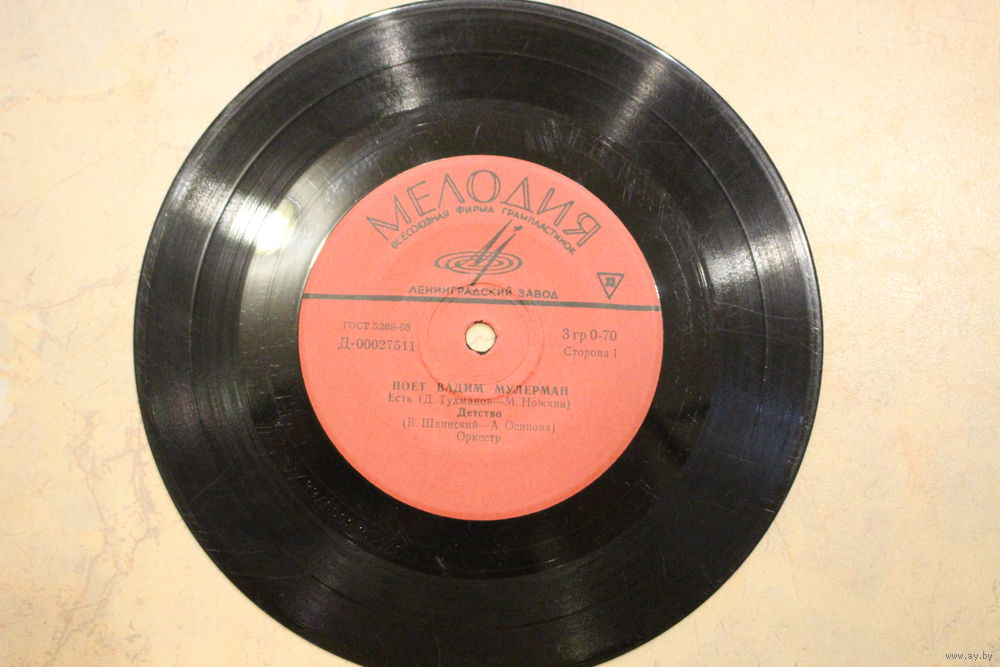 МЕЛОДИЯ
ВСЕСОЮЗНАЯ ФИРМА ГРАМПЛАСТИНОК
ЛЕНИНГРАДСКИЙ ЗАВОД
33
ГОСТ 5289-68
Д-00027511
3 гр 0-70
Сторона 1
ПОЕТ ВАДИМ МУЛЕРМАН
Есть (Д. Тухманов—М. Ножкин)
Детство
(В. Шаинский—А. Осипова)
Оркестр
www.ay.by